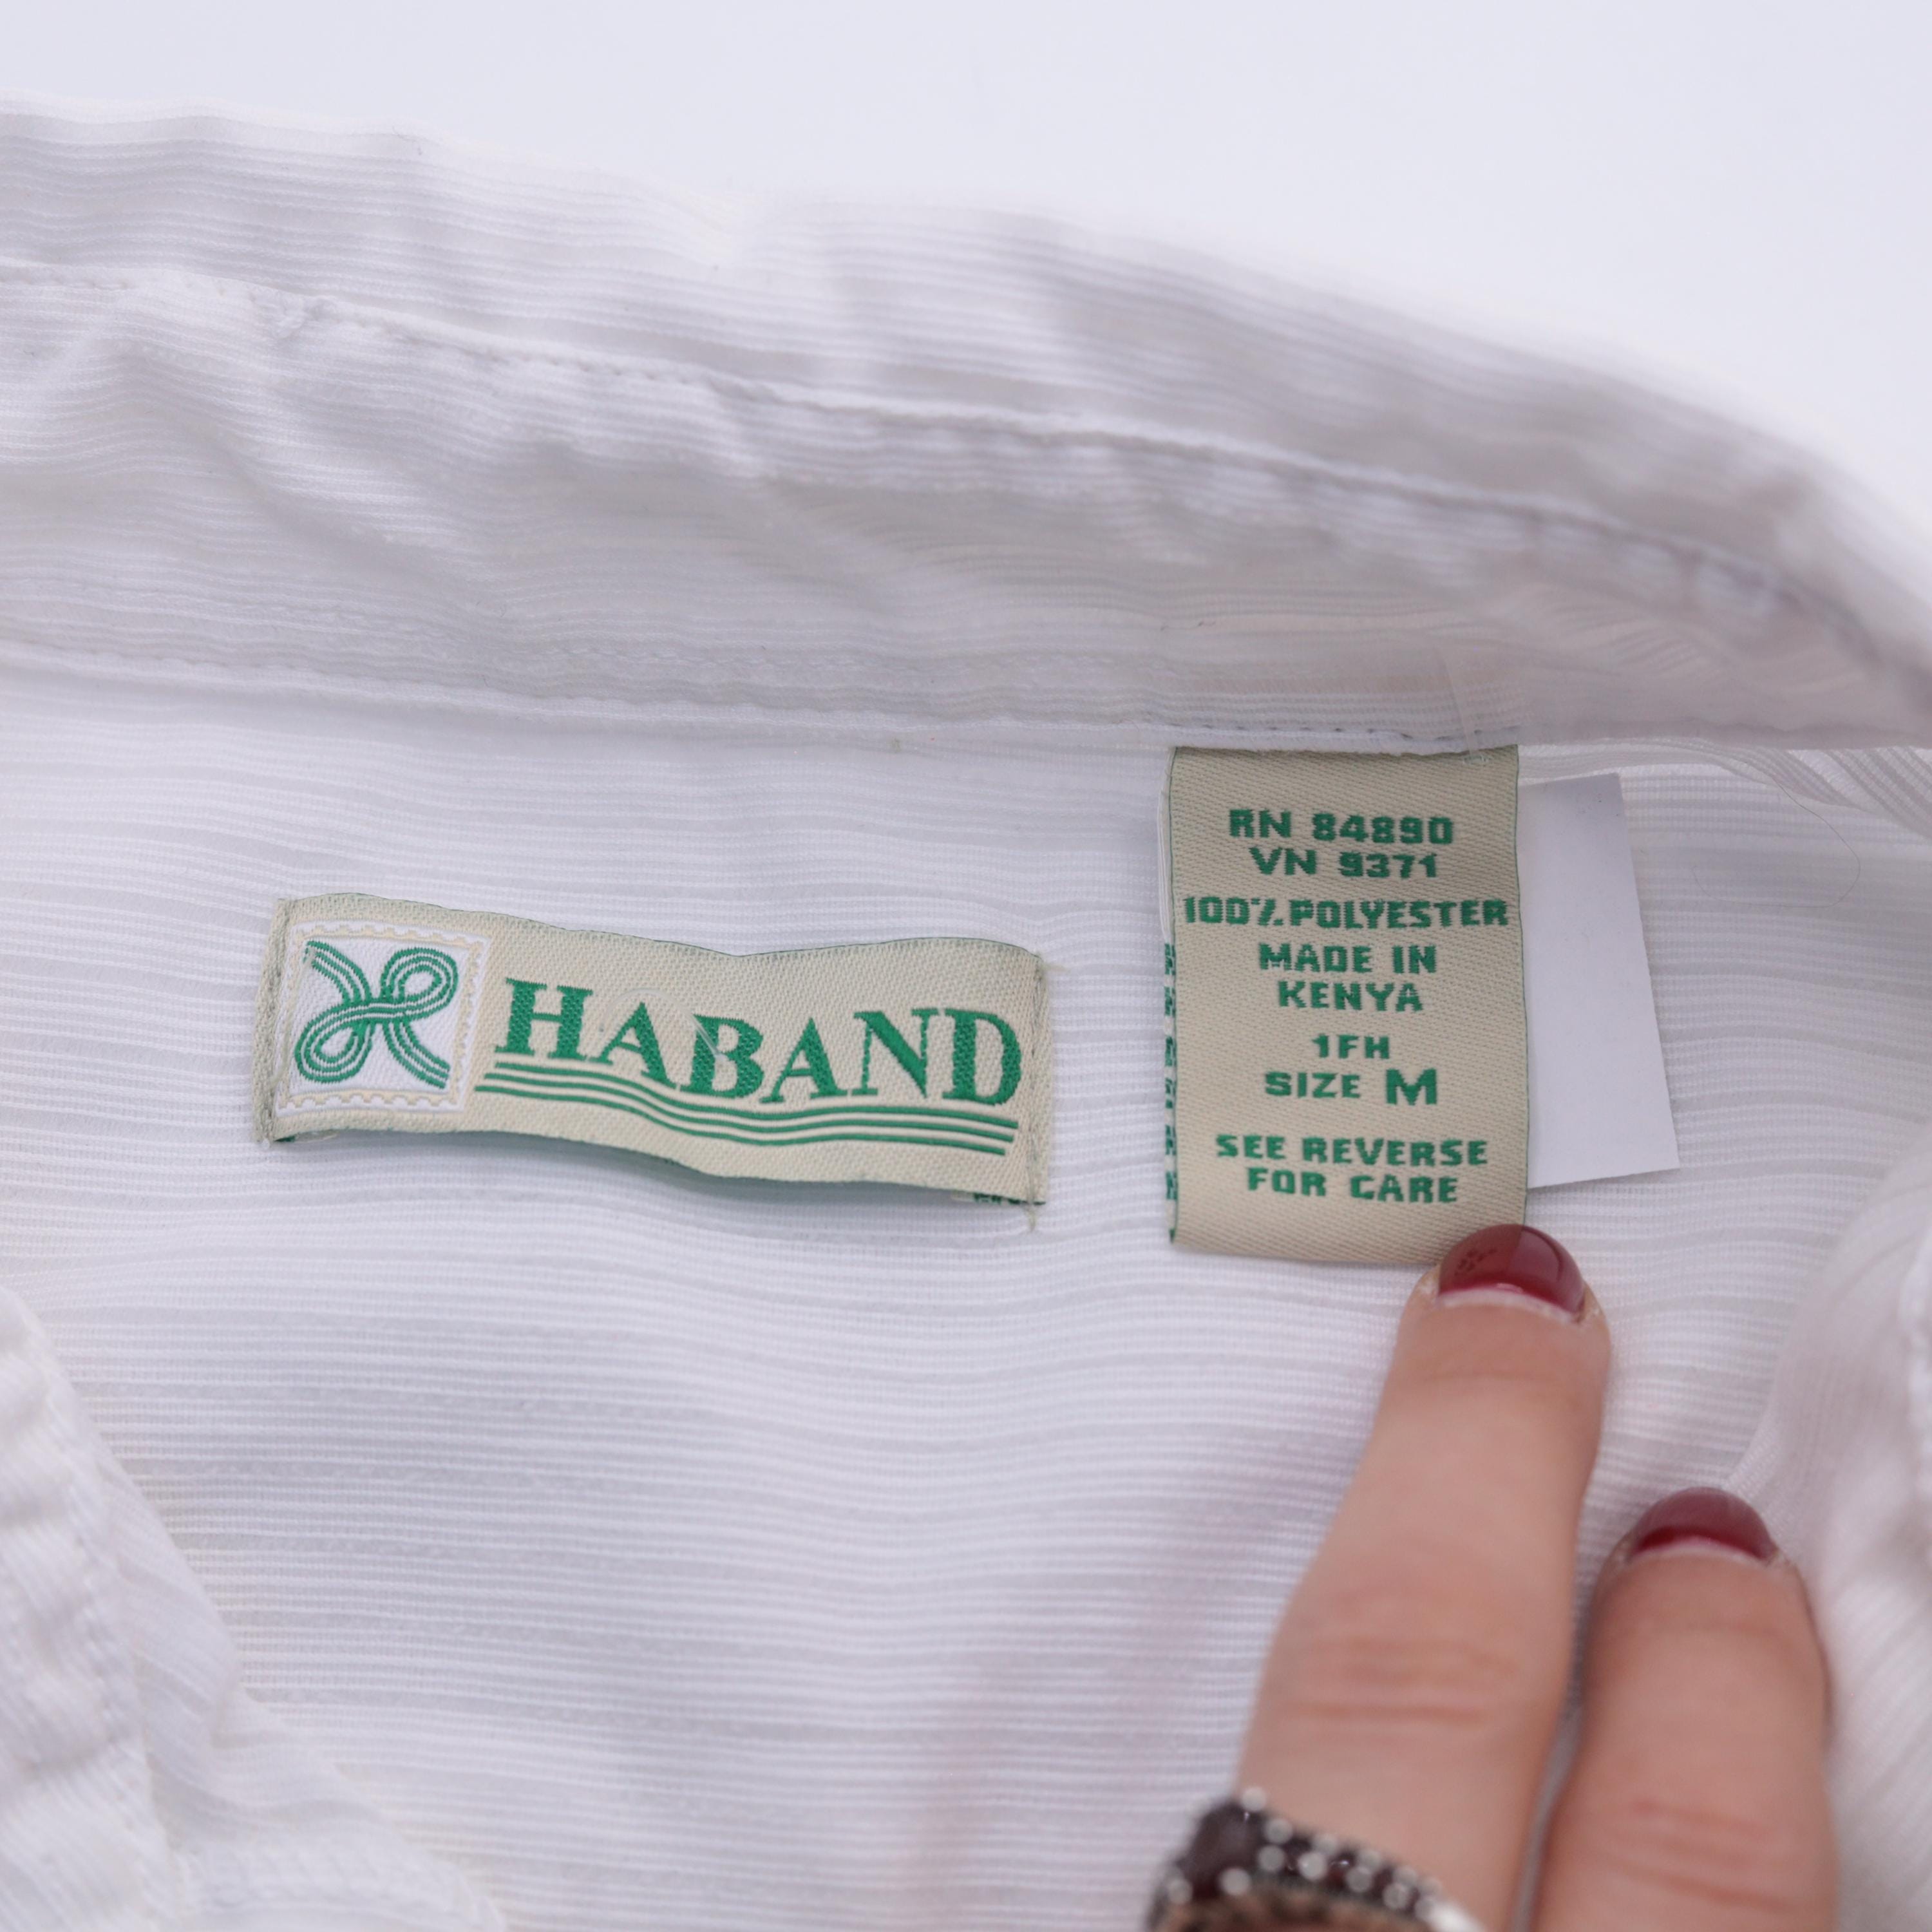 HABAND
RN 84890
VN 9371
100% POLYESTER
MADE IN
KENYA
1FH
SIZE M
SEE REVERSE
FOR CARE